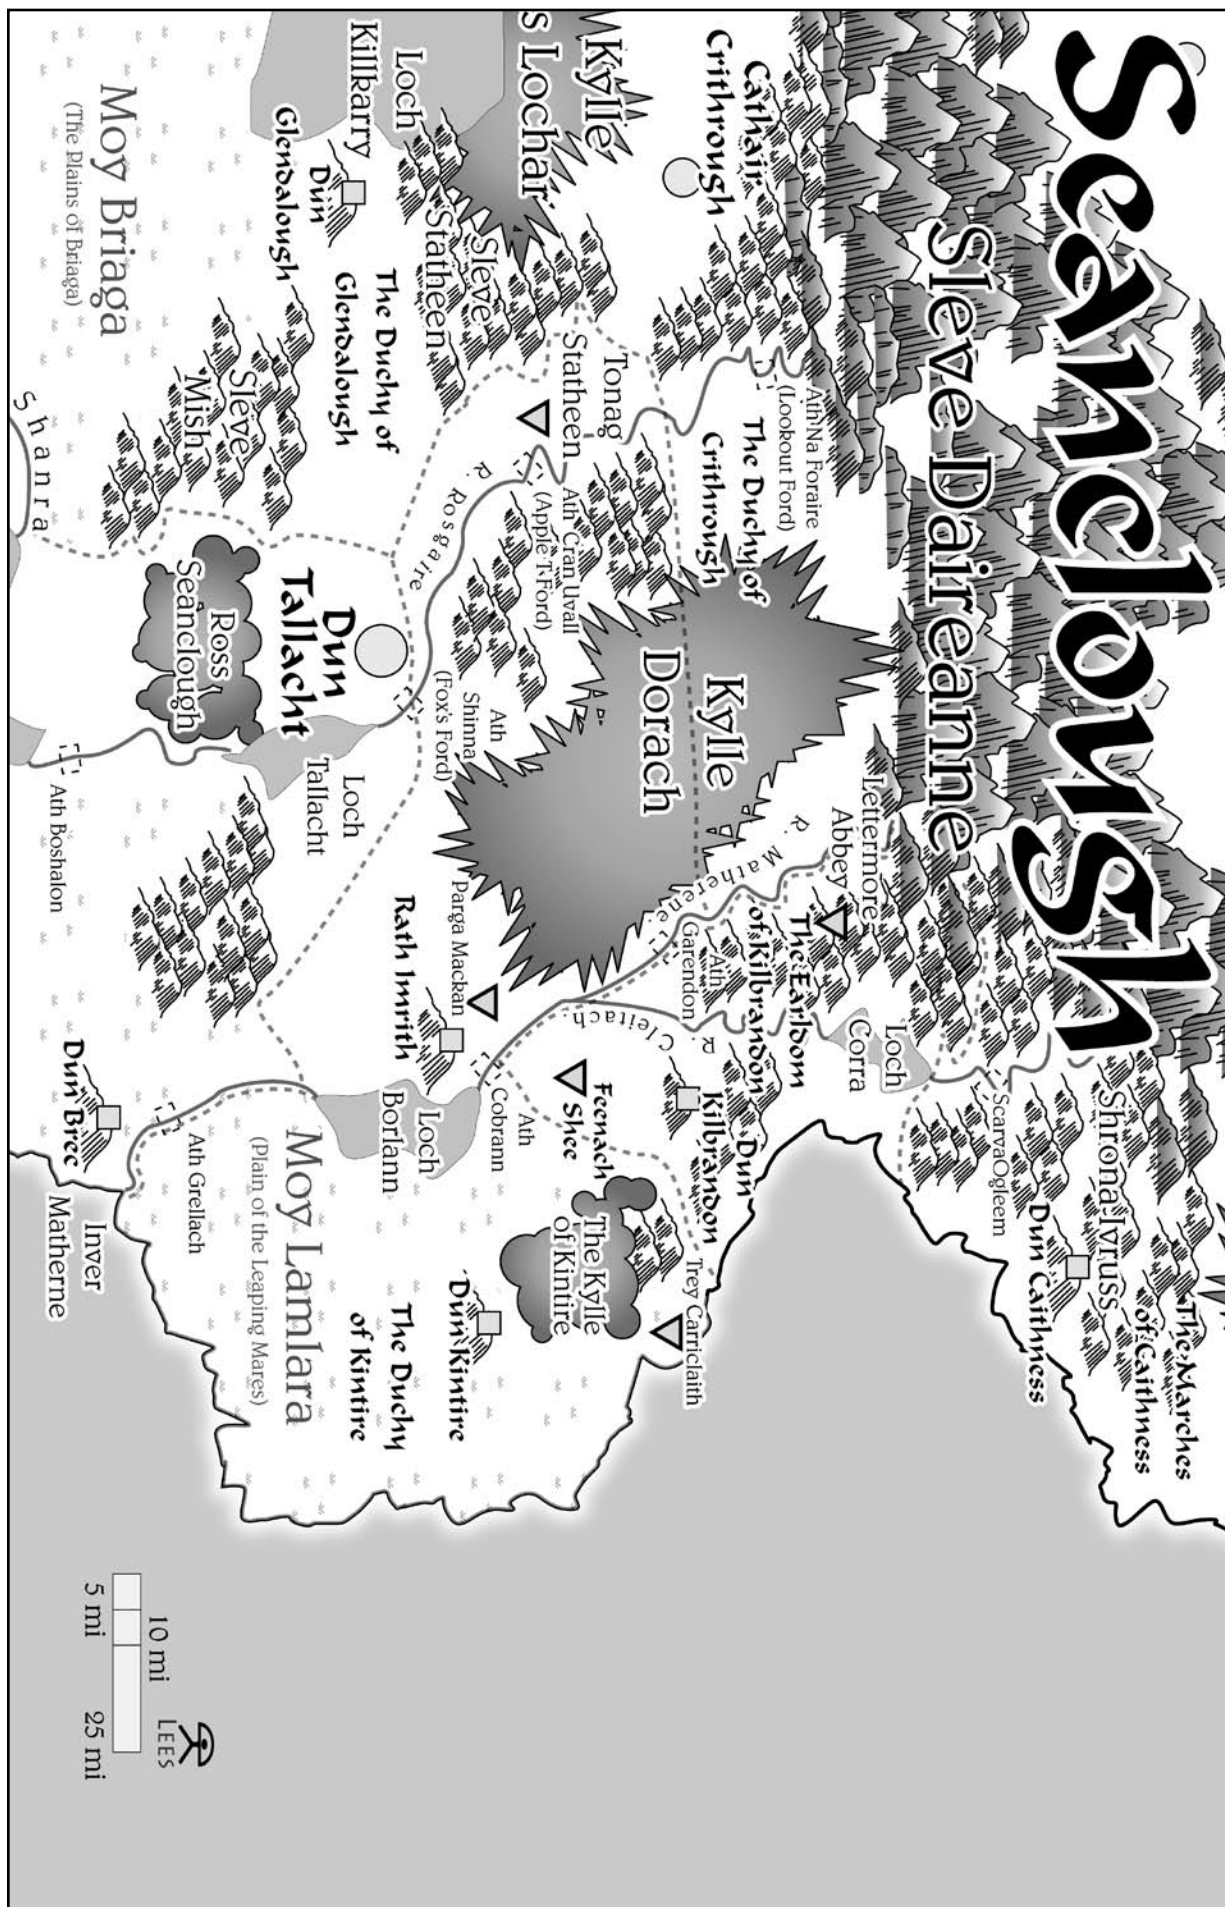 Seanclough
Sleve Daireanne
Kylle
s Lochar
Cathair
Crithrough
Loch
Killkarry
Dun
Glendalough
Sleve
Statheen
The Duchy of
Glendalough
Moy Briaga
(The Plains of Briaga)
Sleve
Mish
Shanra
Tonag
Statheen
Ath Na Foraire
(Lookout Ford)
The Duchy of
Crithrough
R. Rosgaire
Ath Cran Uvall
(Apple T. Ford)
Kylle
Dorach
Dun
Tallacht
Ross
Seanclough
Ath
Shinna
(Fox's Ford)
Loch
Tallacht
Ath Boshalon
Lettermore
Abbey
R. Matherene
Ath
Garendon
The Earldom
of Kilbrandon
Loch
Corra
R. Cleitach
Parga Mackan
Rath Imrith
Scarva Ogleem
Shrona Ivruss
Dun Caithness
The Marches
of Caithness
Dun
Kilbrandon
Feenach
Shee
Ath
Cobrann
Loch
Borlann
The Kylle
of Kintire
Trey Carriclaith
Dun Kintire
The Duchy
of Kintire
Moy Lamlara
(Plain of the Leaping Mares)
Ath Grellach
Dun Brec
Inver
Matherne
10 mi
5 mi
25 mi
LEES